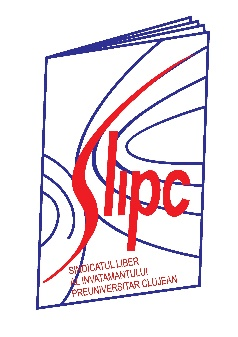 Slipc
SINDICATUL LIBER
AL INVATAMANTULUI
PREUNIVERSITAR CLUJEAN